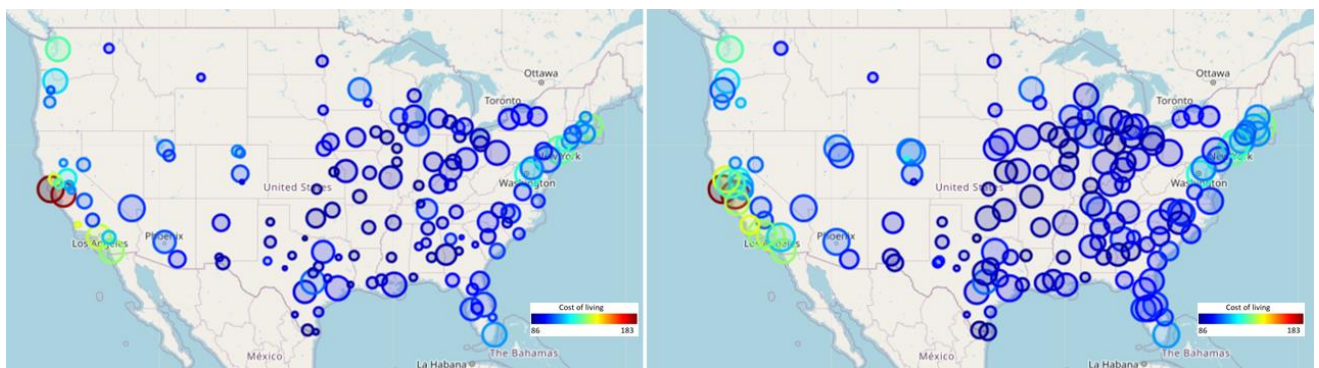 Ottawa
Toronto
New York
Washington
United States
Los Angeles
Phoenix
Cost of living
86
183
México
The Bahamas
La Habana
Ottawa
Toronto
New York
Washington
United States
Los Angeles
Phoenix
Cost of living
86
183
México
The Bahamas
La Habana